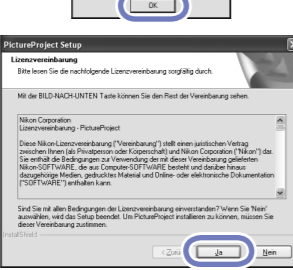 OK
PictureProject Setup
Lizenzvereinbarung
Bitte lesen Sie die nachfolgende Lizenzvereinbarung sorgfältig durch.
Mit der BILD-NACH-UNTEN Taste können Sie den Rest der Vereinbarung sehen.
Nikon Corporation
Lizenzvereinbarung - PictureProject
Diese Nikon-Lizenzvereinbarung ("Vereinbarung") stellt einen juristischen Vertrag
zwischen Ihnen (als Privatperson oder Körperschaft) und Nikon Corporation ("Nikon") dar.
Sie enthält die Bedingungen zur Verwendung der mit dieser Vereinbarung gelieferten
Nikon-SOFTWARE, die aus Computer-SOFTWARE besteht und darüber hinaus
dazugehörige Medien, gedrucktes Material und Online- oder elektronische Dokumentation
("SOFTWARE") enthalten kann.
Sind Sie mit allen Bedingungen der Lizenzvereinbarung einverstanden? Wenn Sie 'Nein'
auswählen, wird das Setup beendet. Um PictureProject installieren zu können, müssen Sie
dieser Vereinbarung zustimmen.
InstallShield
< Zurü
Ja
Nein